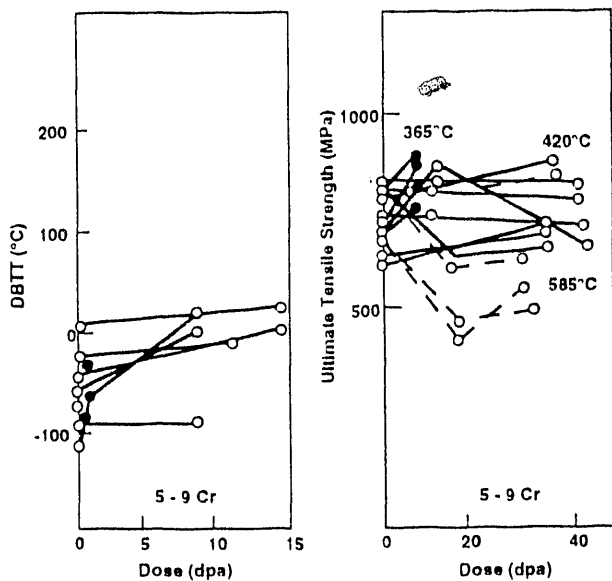 200
100
0
-100
DBTT (°C)
5 - 9 Cr
0 5 10 15
Dose (dpa)
1000
500
Ultimate Tensile Strength (MPa)
365°C
420°C
585°C
5 - 9 Cr
0 20 40
Dose (dpa)